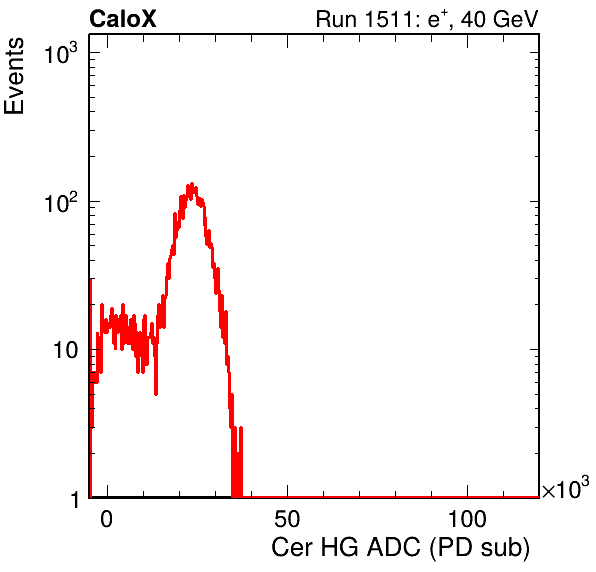 CaloX Run 1511: e⁺, 40 GeV
Events
10³
10²
10
1
0 50 100 ×10³
Cer HG ADC (PD sub)